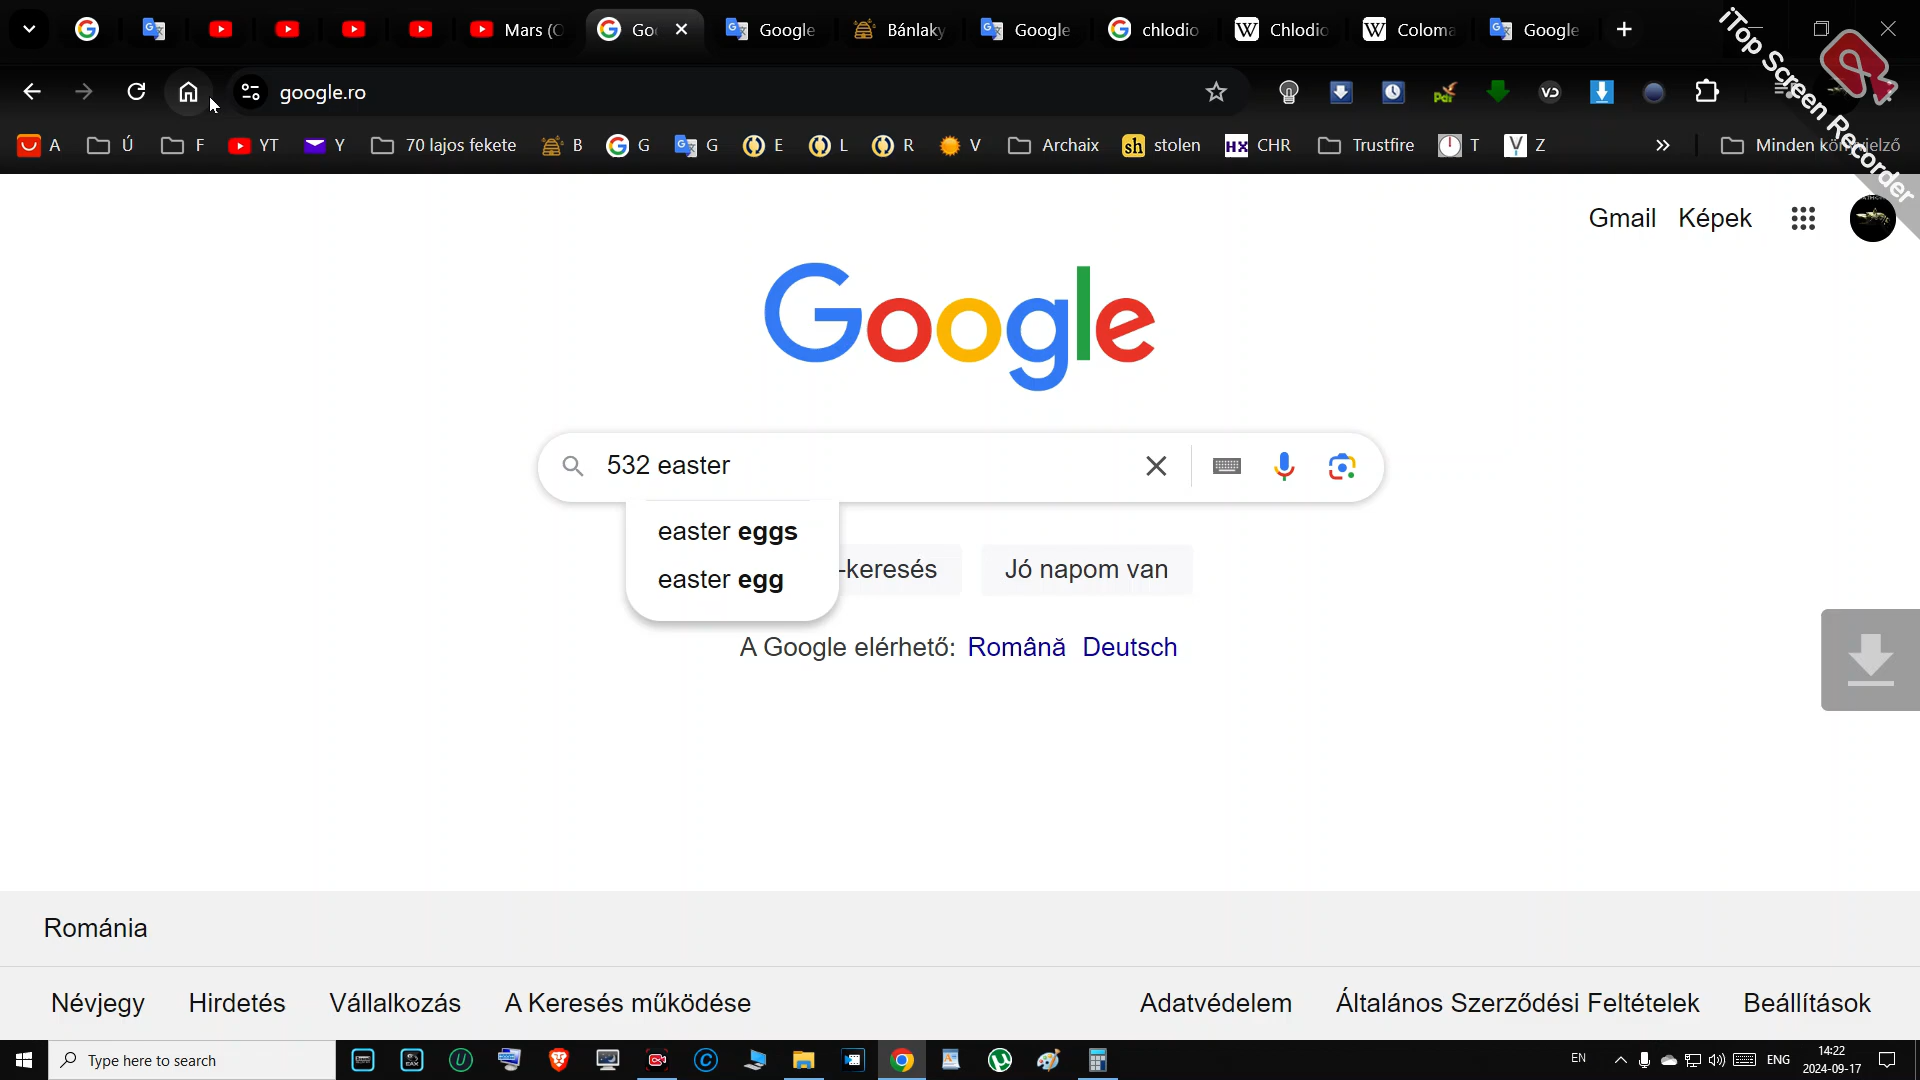 Mars (O
Goo
Google
Bánlaky
Google
chlodio
Chlodio
Coloma
Google
iTop Screen Recorder
google.ro
A
Ú
F
YT
Y
70 lajos fekete
B
G
G
E
L
R
V
Archaix
stolen
CHR
Trustfire
T
Z
Minden könyvjelző
Gmail
Képek
Google
532 easter
easter eggs
easter egg
-keresés
Jó napom van
A Google elérhető: Română Deutsch
Románia
Névjegy
Hirdetés
Vállalkozás
A Keresés működése
Adatvédelem
Általános Szerződési Feltételek
Beállítások
Type here to search
EN
ENG
14:22
2024-09-17